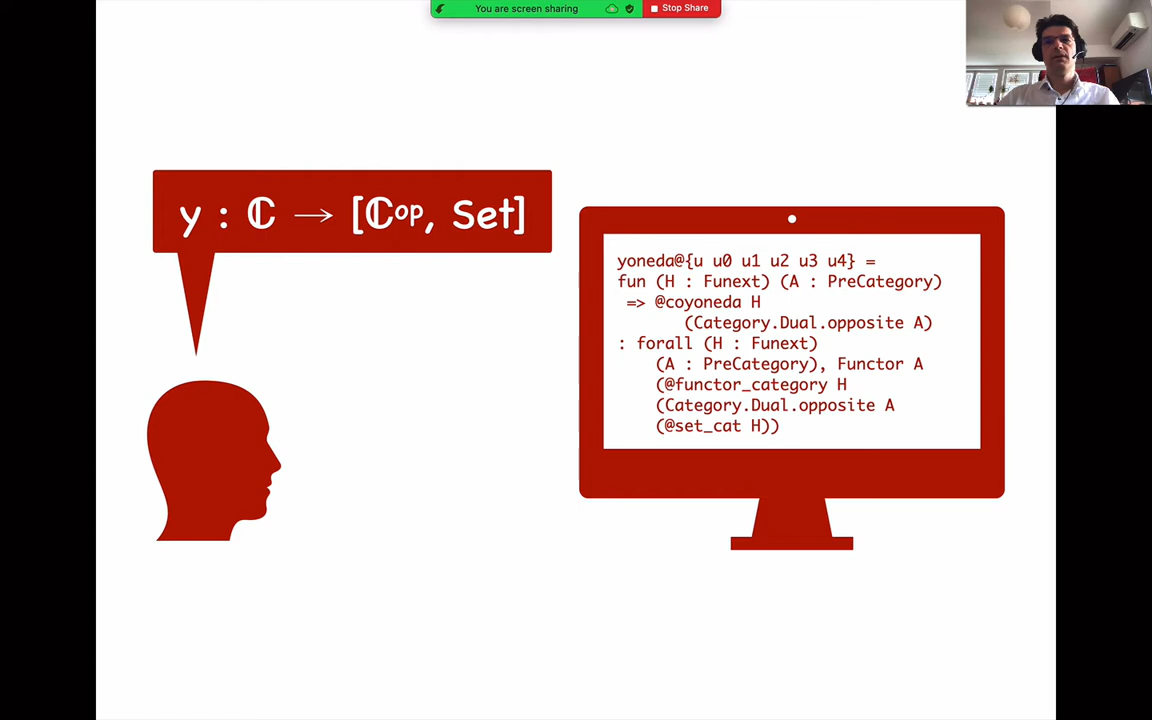 You are screen sharing
Stop Share
y : ℂ → [ℂop, Set]
yoneda@{u u0 u1 u2 u3 u4} =
fun (H : Funext) (A : PreCategory)
=> @coyoneda H
(Category.Dual.opposite A)
: forall (H : Funext)
(A : PreCategory), Functor A
(@functor_category H
(Category.Dual.opposite A
(@set_cat H))